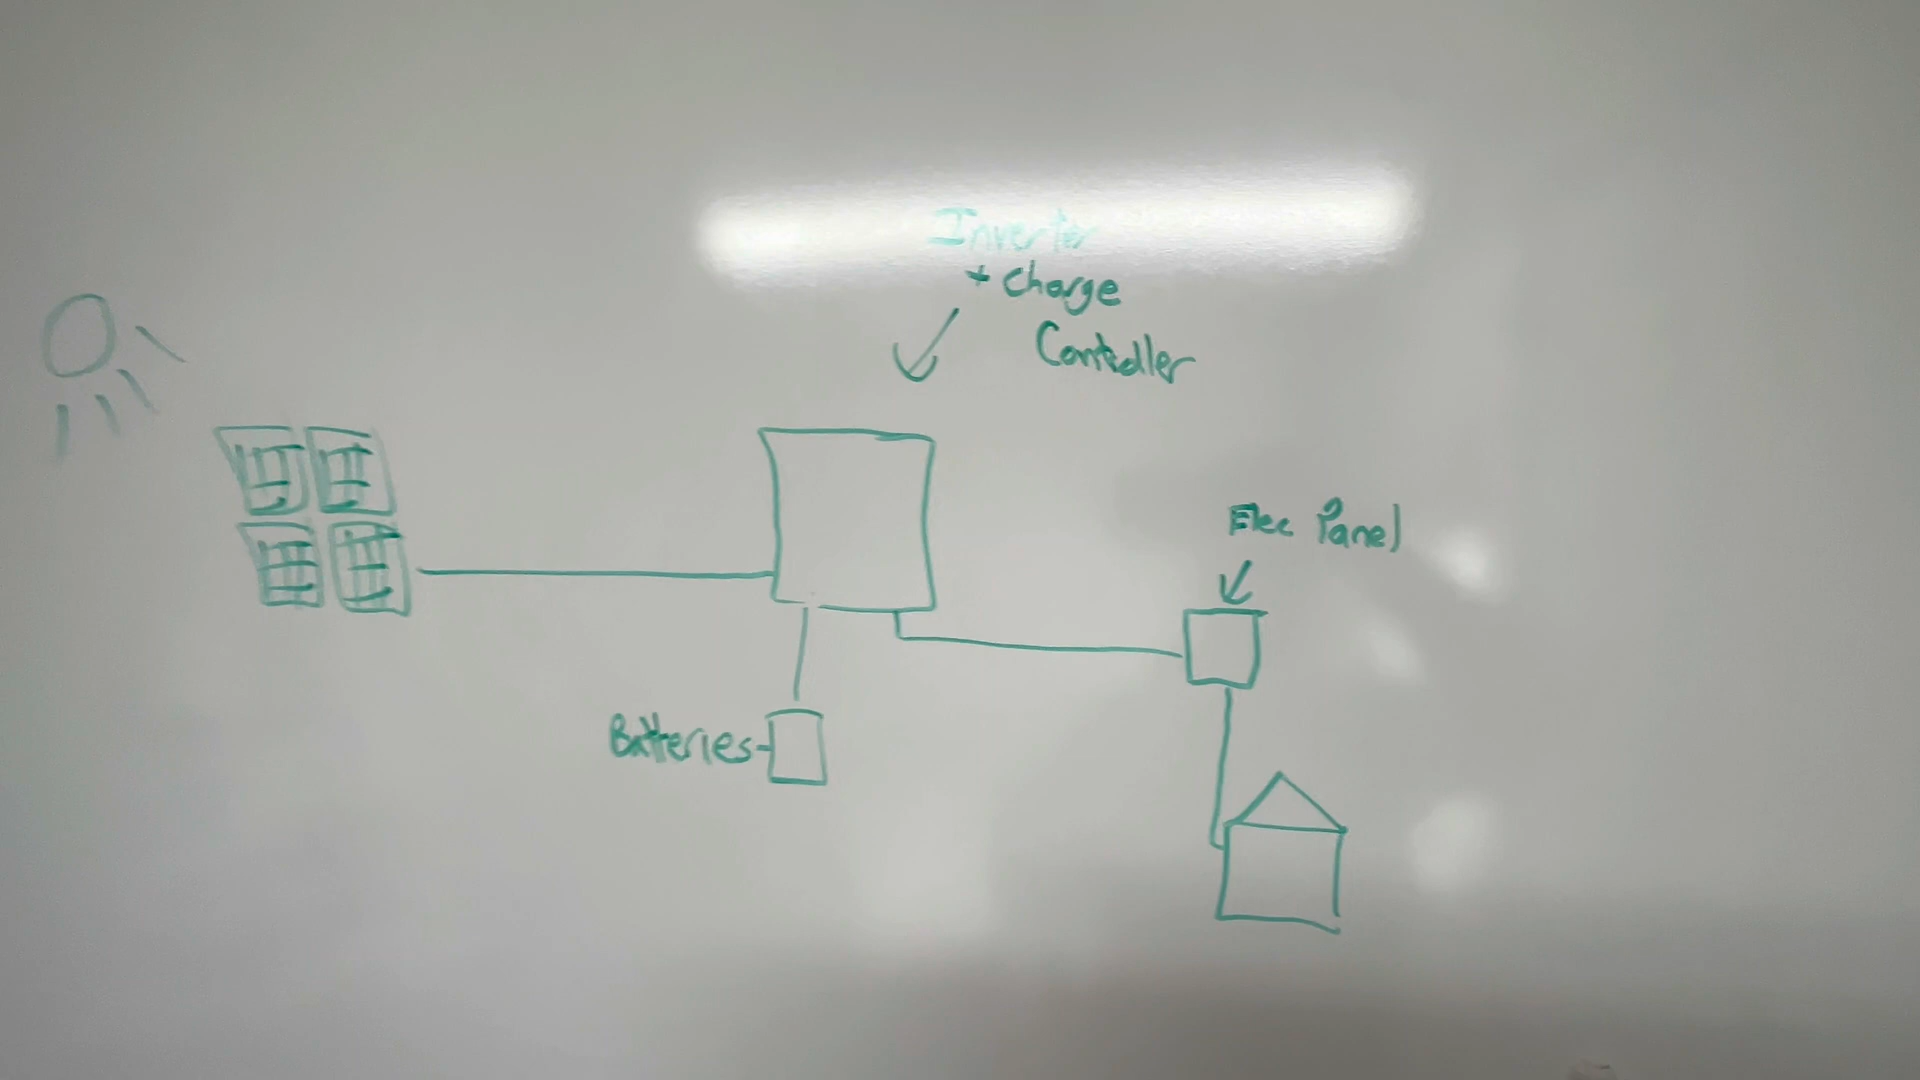 Inverter
+ Charge
Controller
Elec Panel
Batteries